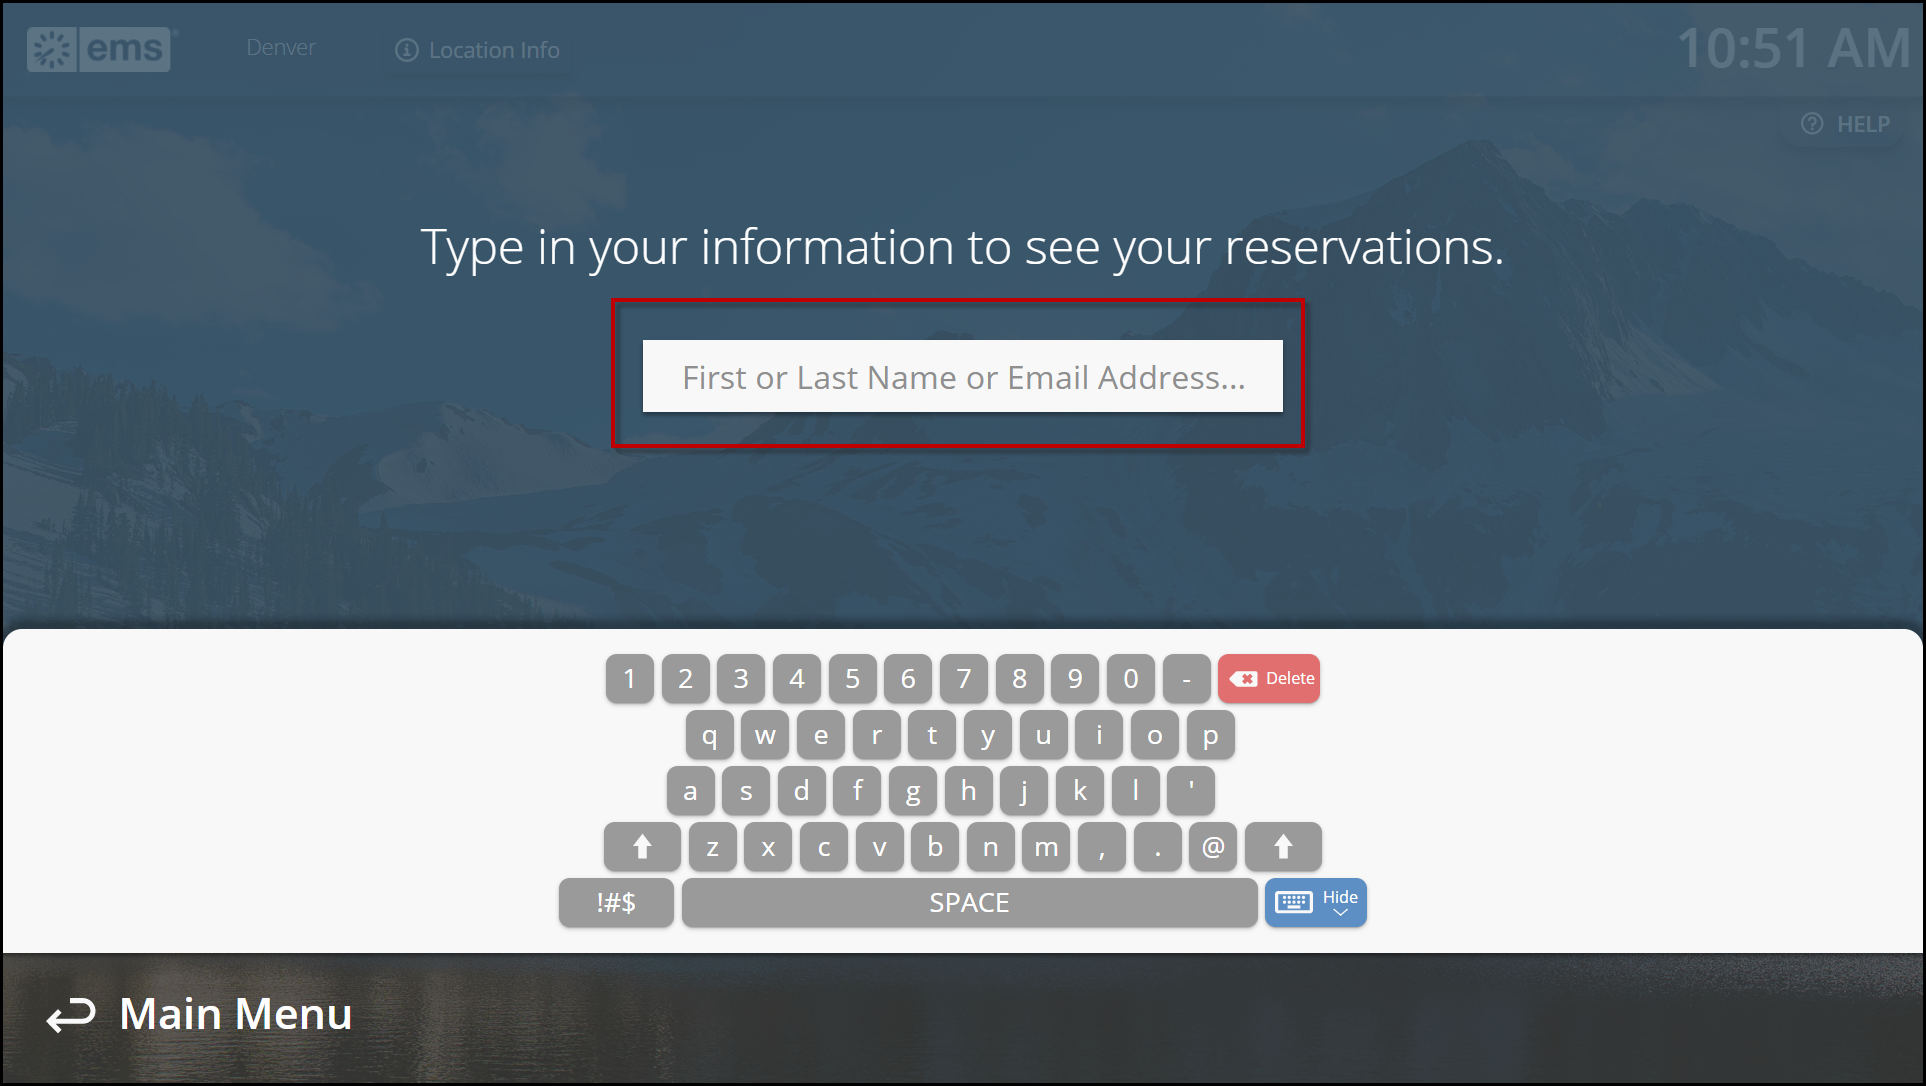 ems
Denver
Location Info
10:51 AM
HELP
Type in your information to see your reservations.
First or Last Name or Email Address...
1 2 3 4 5 6 7 8 9 0 - Delete
q w e r t y u i o p
a s d f g h j k l '
z x c v b n m , . @
!#$ SPACE Hide
Main Menu